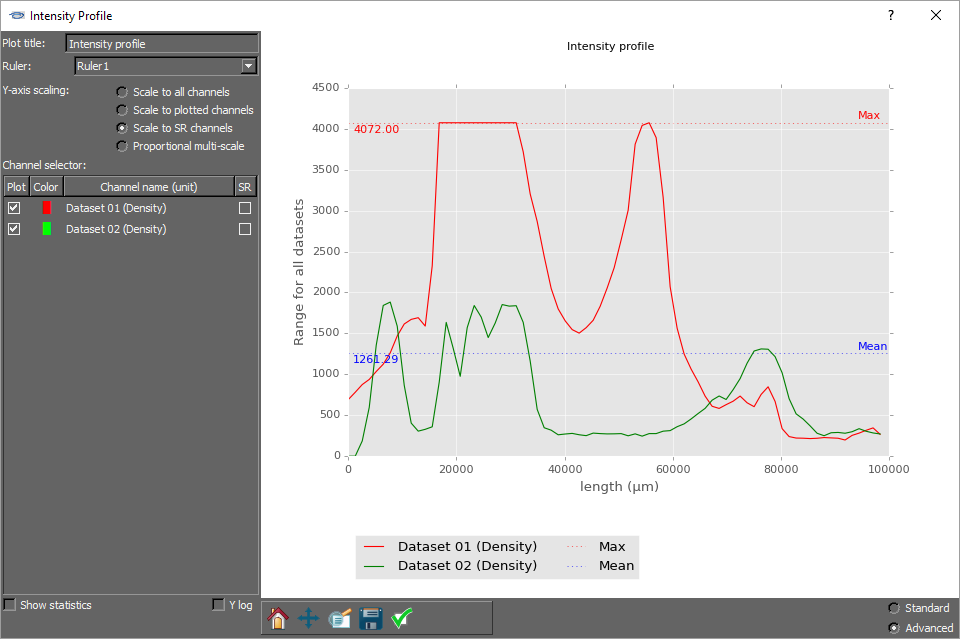 Intensity Profile
?
Plot title: Intensity profile
Ruler: Ruler1
Y-axis scaling:
Scale to all channels
Scale to plotted channels
Scale to SR channels
Proportional multi-scale
Channel selector:
Plot Color Channel name (unit) SR
Dataset 01 (Density)
Dataset 02 (Density)
Show statistics
Y log
Intensity profile
Range for all datasets
4500
4000
3500
3000
2500
2000
1500
1000
500
0
Max
4072.00
Mean
1261.29
0 20000 40000 60000 80000 100000
length (μm)
Dataset 01 (Density) Max
Dataset 02 (Density) Mean
Standard
Advanced